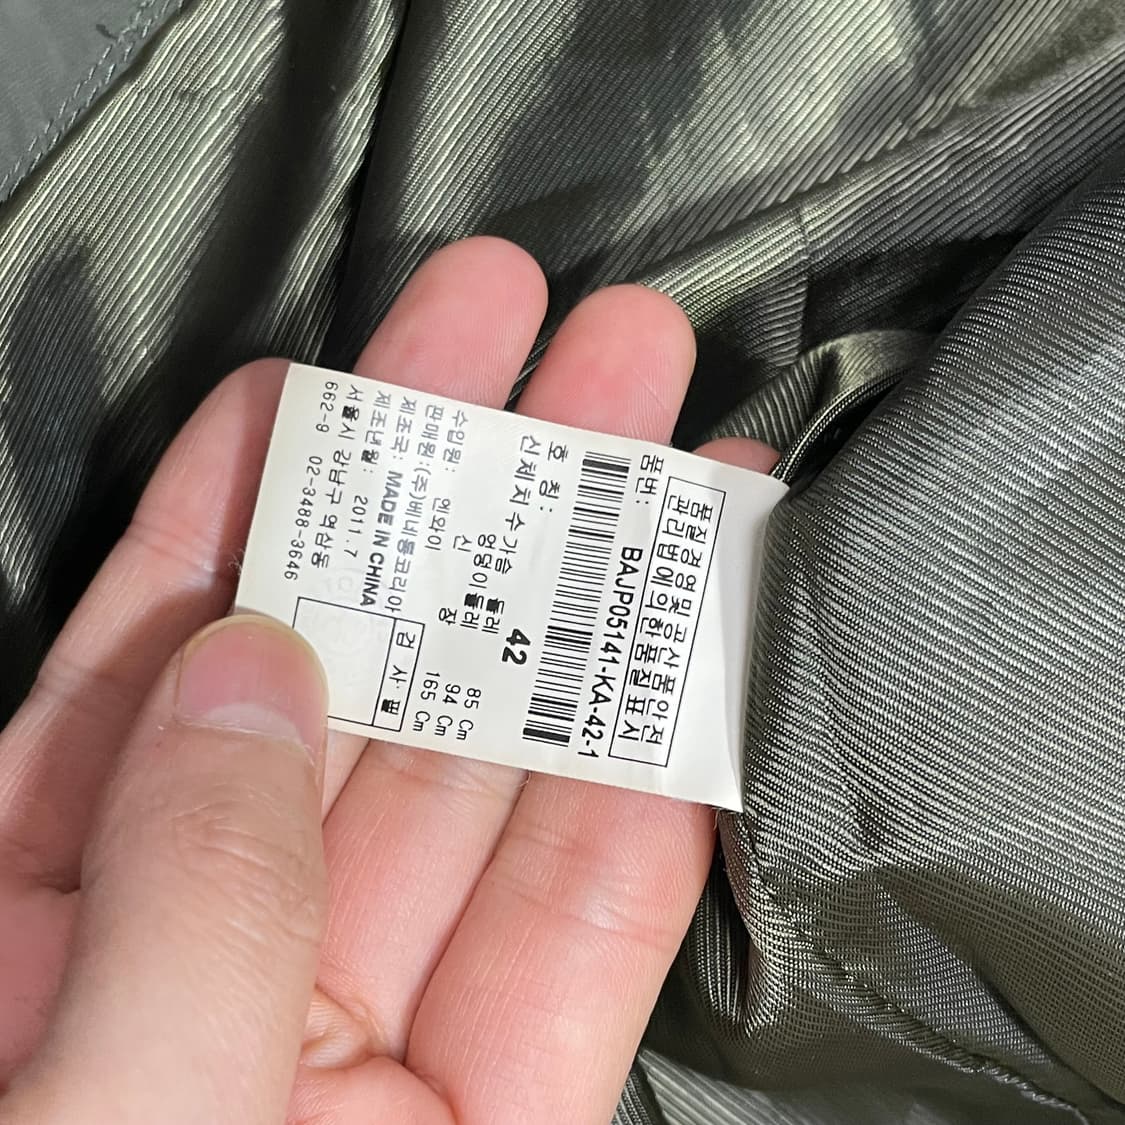 품질경영및공산품안전
관리법에의한품질표시
품번: BAJP05141-KA-42-1
호 칭: 42
신체치수가슴 둘레 85 Cm
엉덩이둘레 94 Cm
신 장 165 Cm
수입원: 연와이
판매원:(주)베네통코리아
제조국: MADE IN CHINA
제조년월: 2011.7
서울시 강남구 역삼동
662-9 02-3488-3646
검 사 필